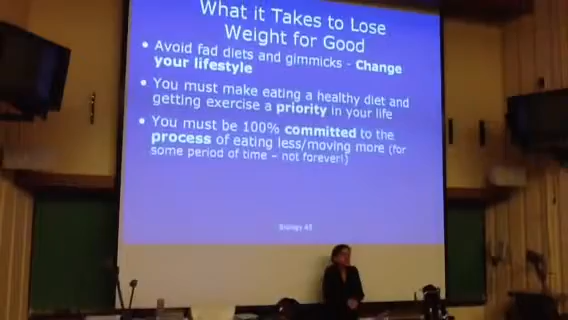 What it Takes to Lose
Weight for Good
• Avoid fad diets and gimmicks - Change
your lifestyle
• You must make eating a healthy diet and
getting exercise a priority in your life
• You must be 100% committed to the
process of eating less/moving more (for
some period of time – not forever!)
Biology 45